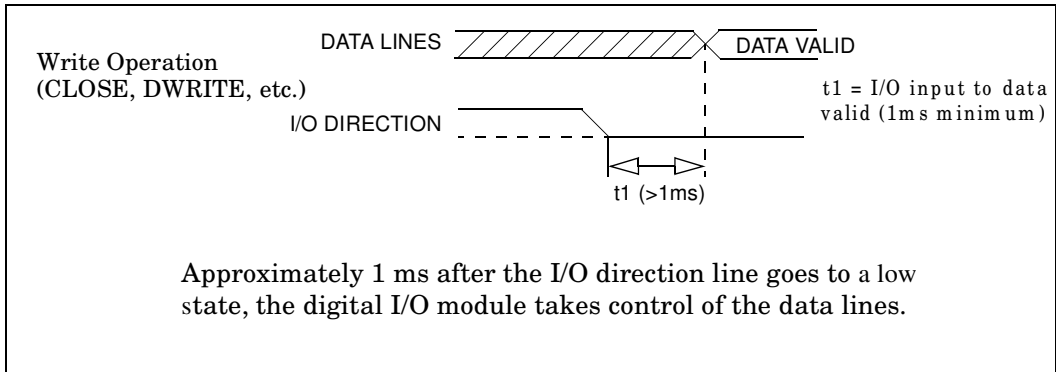 DATA LINES
DATA VALID
Write Operation
(CLOSE, DWRITE, etc.)
t1 = I/O input to data
valid (1ms minimum)
I/O DIRECTION
t1 (>1ms)
Approximately 1 ms after the I/O direction line goes to a low
state, the digital I/O module takes control of the data lines.